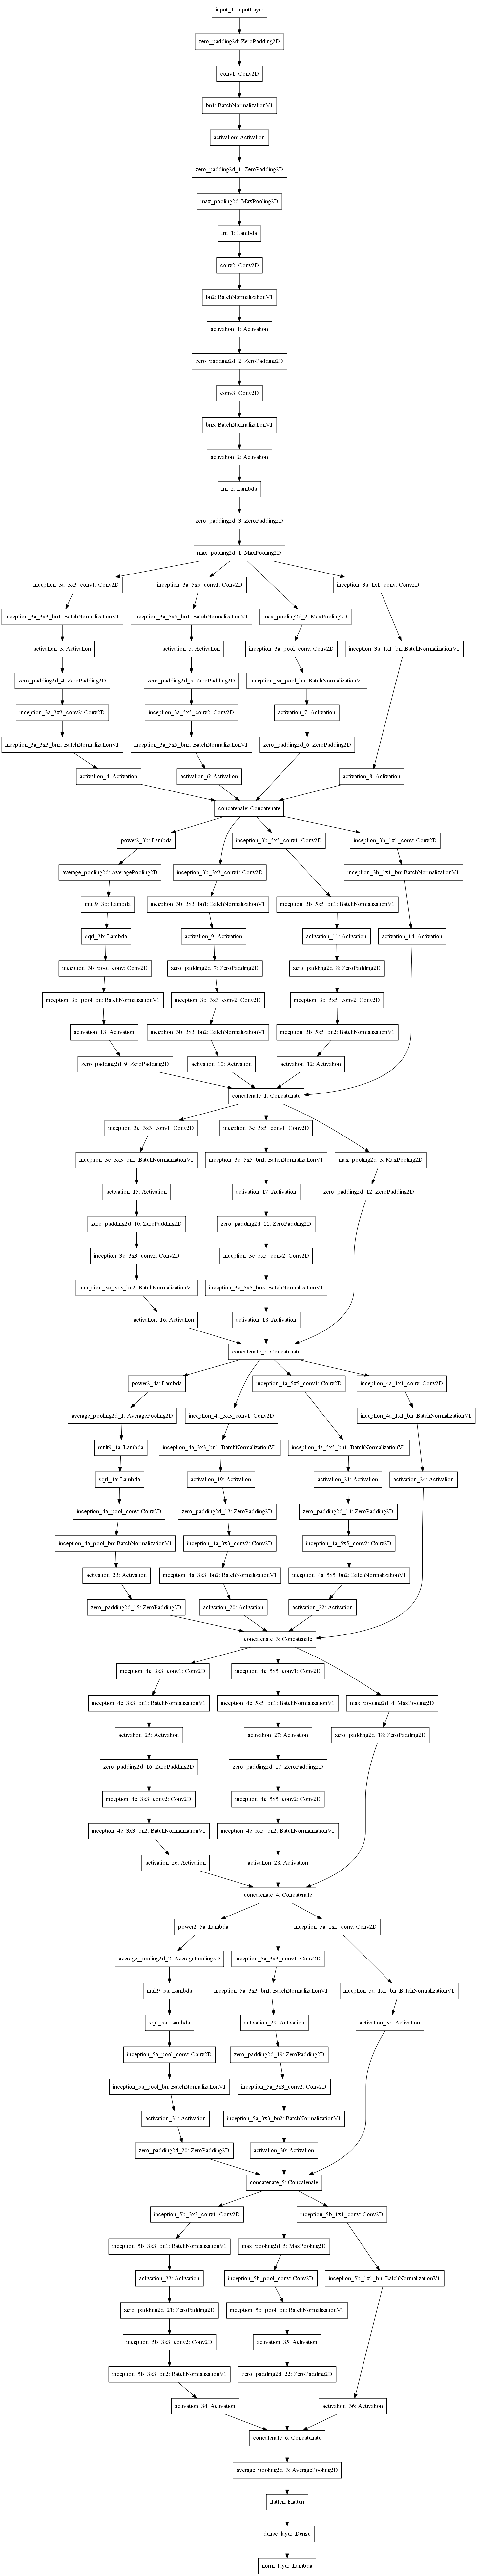 input_1: InputLayer
zero_padding2d: ZeroPadding2D
conv1: Conv2D
bn1: BatchNormalizationV1
activation: Activation
zero_padding2d_1: ZeroPadding2D
max_pooling2d: MaxPooling2D
lrn_1: Lambda
conv2: Conv2D
bn2: BatchNormalizationV1
activation_1: Activation
zero_padding2d_2: ZeroPadding2D
conv3: Conv2D
bn3: BatchNormalizationV1
activation_2: Activation
lrn_2: Lambda
zero_padding2d_3: ZeroPadding2D
max_pooling2d_1: MaxPooling2D
inception_3a_3x3_conv1: Conv2D
inception_3a_5x5_conv1: Conv2D
inception_3a_1x1_conv: Conv2D
inception_3a_3x3_bn1: BatchNormalizationV1
inception_3a_5x5_bn1: BatchNormalizationV1
max_pooling2d_2: MaxPooling2D
activation_3: Activation
activation_5: Activation
inception_3a_pool_conv: Conv2D
inception_3a_1x1_bn: BatchNormalizationV1
zero_padding2d_4: ZeroPadding2D
zero_padding2d_5: ZeroPadding2D
inception_3a_pool_bn: BatchNormalizationV1
inception_3a_3x3_conv2: Conv2D
inception_3a_5x5_conv2: Conv2D
activation_7: Activation
inception_3a_3x3_bn2: BatchNormalizationV1
inception_3a_5x5_bn2: BatchNormalizationV1
zero_padding2d_6: ZeroPadding2D
activation_4: Activation
activation_6: Activation
activation_8: Activation
concatenate: Concatenate
power2_3b: Lambda
inception_3b_5x5_conv1: Conv2D
inception_3b_1x1_conv: Conv2D
average_pooling2d: AveragePooling2D
inception_3b_3x3_conv1: Conv2D
inception_3b_1x1_bn: BatchNormalizationV1
mult9_3b: Lambda
inception_3b_3x3_bn1: BatchNormalizationV1
inception_3b_5x5_bn1: BatchNormalizationV1
sqrt_3b: Lambda
activation_9: Activation
activation_11: Activation
activation_14: Activation
inception_3b_pool_conv: Conv2D
zero_padding2d_7: ZeroPadding2D
zero_padding2d_8: ZeroPadding2D
inception_3b_pool_bn: BatchNormalizationV1
inception_3b_3x3_conv2: Conv2D
inception_3b_5x5_conv2: Conv2D
activation_13: Activation
inception_3b_3x3_bn2: BatchNormalizationV1
inception_3b_5x5_bn2: BatchNormalizationV1
zero_padding2d_9: ZeroPadding2D
activation_10: Activation
activation_12: Activation
concatenate_1: Concatenate
inception_3c_3x3_conv1: Conv2D
inception_3c_5x5_conv1: Conv2D
inception_3c_3x3_bn1: BatchNormalizationV1
inception_3c_5x5_bn1: BatchNormalizationV1
max_pooling2d_3: MaxPooling2D
activation_15: Activation
activation_17: Activation
zero_padding2d_12: ZeroPadding2D
zero_padding2d_10: ZeroPadding2D
zero_padding2d_11: ZeroPadding2D
inception_3c_3x3_conv2: Conv2D
inception_3c_5x5_conv2: Conv2D
inception_3c_3x3_bn2: BatchNormalizationV1
inception_3c_5x5_bn2: BatchNormalizationV1
activation_16: Activation
activation_18: Activation
concatenate_2: Concatenate
power2_4a: Lambda
inception_4a_5x5_conv1: Conv2D
inception_4a_1x1_conv: Conv2D
average_pooling2d_1: AveragePooling2D
inception_4a_3x3_conv1: Conv2D
inception_4a_1x1_bn: BatchNormalizationV1
mult9_4a: Lambda
inception_4a_3x3_bn1: BatchNormalizationV1
inception_4a_5x5_bn1: BatchNormalizationV1
sqrt_4a: Lambda
activation_19: Activation
activation_21: Activation
activation_24: Activation
inception_4a_pool_conv: Conv2D
zero_padding2d_13: ZeroPadding2D
zero_padding2d_14: ZeroPadding2D
inception_4a_pool_bn: BatchNormalizationV1
inception_4a_3x3_conv2: Conv2D
inception_4a_5x5_conv2: Conv2D
activation_23: Activation
inception_4a_3x3_bn2: BatchNormalizationV1
inception_4a_5x5_bn2: BatchNormalizationV1
zero_padding2d_15: ZeroPadding2D
activation_20: Activation
activation_22: Activation
concatenate_3: Concatenate
inception_4e_3x3_conv1: Conv2D
inception_4e_5x5_conv1: Conv2D
inception_4e_3x3_bn1: BatchNormalizationV1
inception_4e_5x5_bn1: BatchNormalizationV1
max_pooling2d_4: MaxPooling2D
activation_25: Activation
activation_27: Activation
zero_padding2d_18: ZeroPadding2D
zero_padding2d_16: ZeroPadding2D
zero_padding2d_17: ZeroPadding2D
inception_4e_3x3_conv2: Conv2D
inception_4e_5x5_conv2: Conv2D
inception_4e_3x3_bn2: BatchNormalizationV1
inception_4e_5x5_bn2: BatchNormalizationV1
activation_26: Activation
activation_28: Activation
concatenate_4: Concatenate
power2_5a: Lambda
inception_5a_1x1_conv: Conv2D
average_pooling2d_2: AveragePooling2D
inception_5a_3x3_conv1: Conv2D
mult9_5a: Lambda
inception_5a_3x3_bn1: BatchNormalizationV1
inception_5a_1x1_bn: BatchNormalizationV1
sqrt_5a: Lambda
activation_29: Activation
activation_32: Activation
inception_5a_pool_conv: Conv2D
zero_padding2d_19: ZeroPadding2D
inception_5a_pool_bn: BatchNormalizationV1
inception_5a_3x3_conv2: Conv2D
activation_31: Activation
inception_5a_3x3_bn2: BatchNormalizationV1
zero_padding2d_20: ZeroPadding2D
activation_30: Activation
concatenate_5: Concatenate
inception_5b_3x3_conv1: Conv2D
inception_5b_1x1_conv: Conv2D
inception_5b_3x3_bn1: BatchNormalizationV1
max_pooling2d_5: MaxPooling2D
activation_33: Activation
inception_5b_pool_conv: Conv2D
inception_5b_1x1_bn: BatchNormalizationV1
zero_padding2d_21: ZeroPadding2D
inception_5b_pool_bn: BatchNormalizationV1
inception_5b_3x3_conv2: Conv2D
activation_35: Activation
inception_5b_3x3_bn2: BatchNormalizationV1
zero_padding2d_22: ZeroPadding2D
activation_34: Activation
activation_36: Activation
concatenate_6: Concatenate
average_pooling2d_3: AveragePooling2D
flatten: Flatten
dense_layer: Dense
norm_layer: Lambda